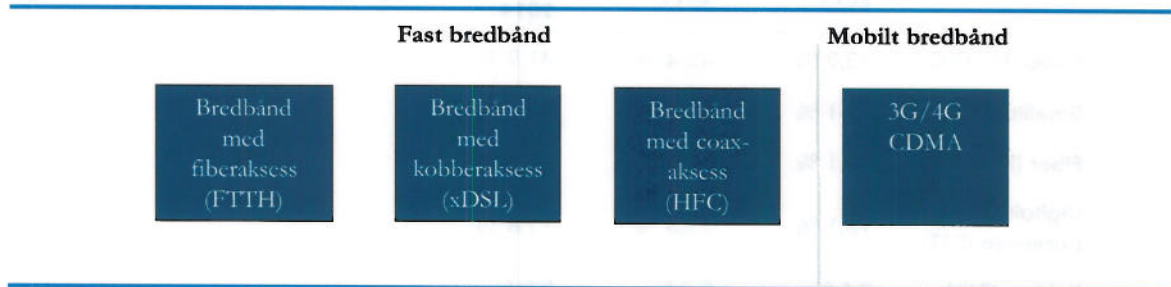 Fast bredbånd
Mobilt bredbånd
Bredbånd
med
fiberaksess
(FTTH)
Bredbånd
med
kobberaksess
(xDSL)
Bredbånd
med coax-
aksess
(HFC)
3G/4G
CDMA